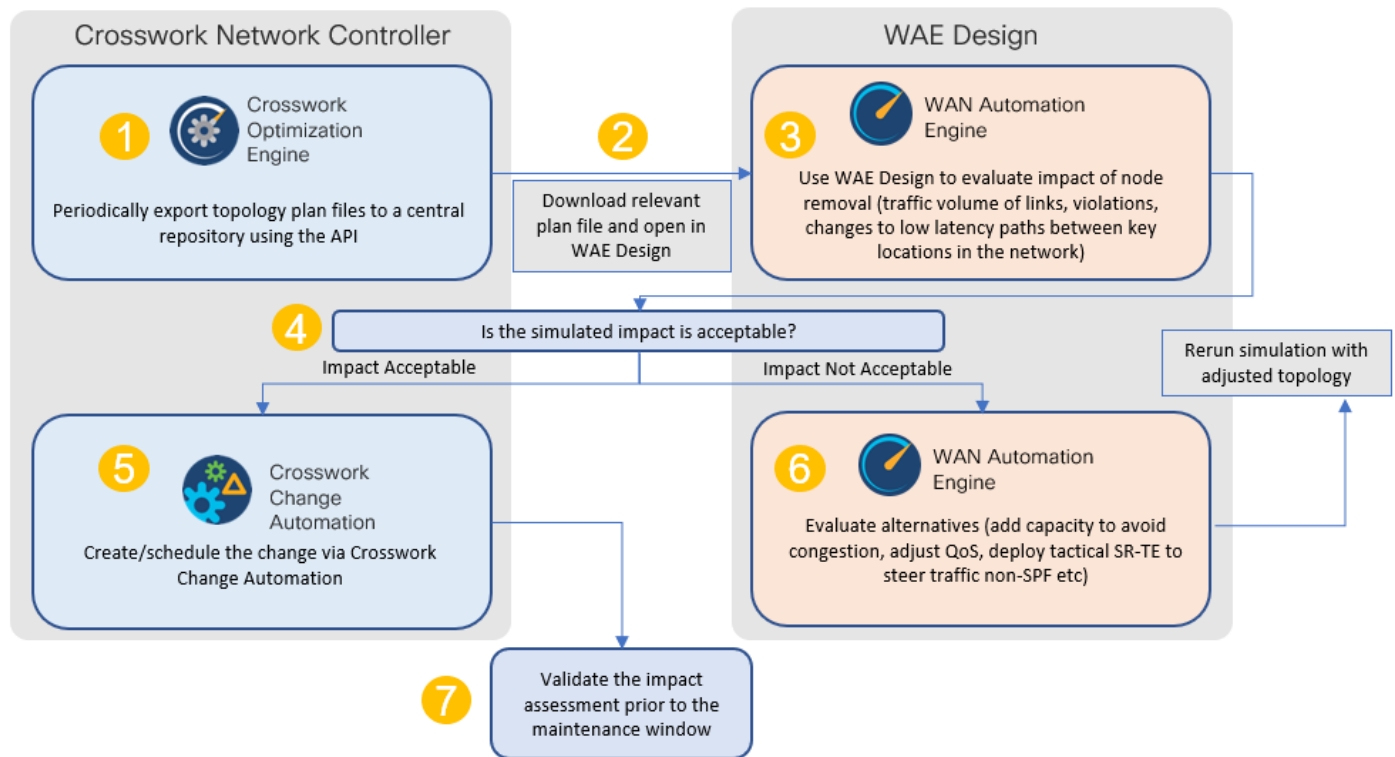 Crosswork Network Controller
WAE Design
1
Crosswork
Optimization
Engine
Periodically export topology plan files to a central
repository using the API
2
Download relevant
plan file and open in
WAE Design
3
WAN Automation
Engine
Use WAE Design to evaluate impact of node
removal (traffic volume of links, violations,
changes to low latency paths between key
locations in the network)
4
Is the simulated impact is acceptable?
Impact Acceptable
Impact Not Acceptable
Rerun simulation with
adjusted topology
5
Crosswork
Change
Automation
Create/schedule the change via Crosswork
Change Automation
6
WAN Automation
Engine
Evaluate alternatives (add capacity to avoid
congestion, adjust QoS, deploy tactical SR-TE to
steer traffic non-SPF etc)
7
Validate the impact
assessment prior to the
maintenance window